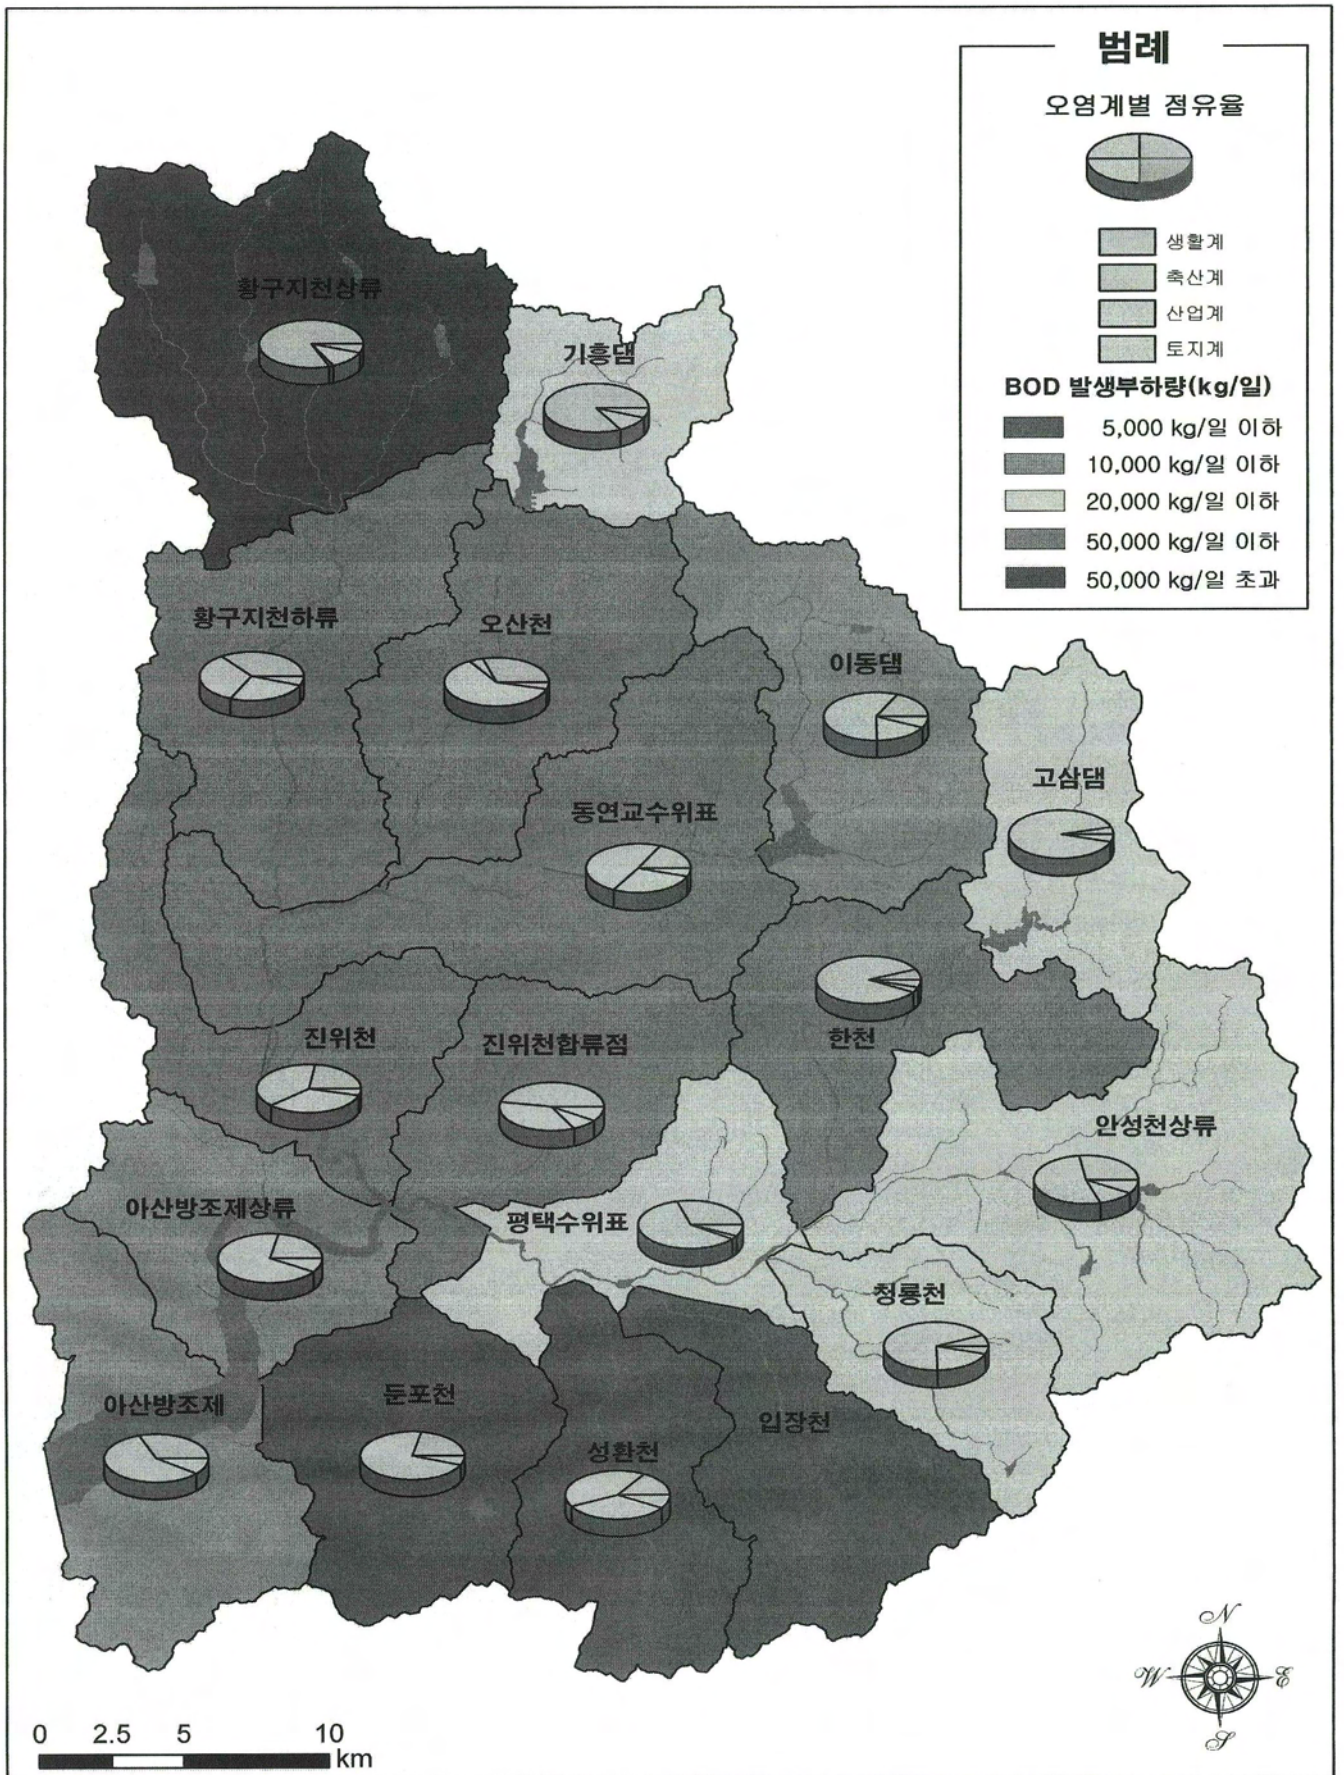 범례
오염계별 점유율
생활계
축산계
산업계
토지계
BOD 발생부하량(kg/일)
5,000 kg/일 이하
10,000 kg/일 이하
20,000 kg/일 이하
50,000 kg/일 이하
50,000 kg/일 초과
황구지천상류
기흥댐
황구지천하류
오산천
이동댐
고삼댐
동연교수위표
진위천
진위천합류점
한천
안성천상류
아산방조제상류
평택수위표
청룡천
아산방조제
둔포천
성환천
입장천
N
W E
S
0 2.5 5 10
km